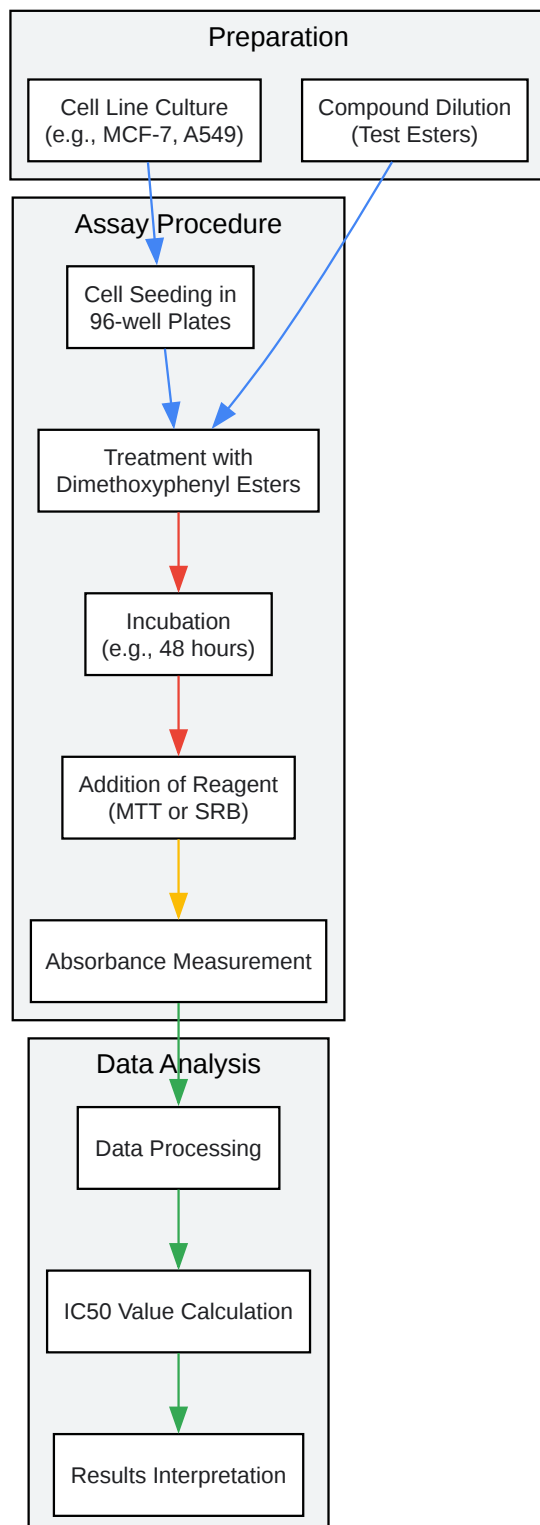 Preparation
Cell Line Culture
(e.g., MCF-7, A549)
Compound Dilution
(Test Esters)
Assay Procedure
Cell Seeding in
96-well Plates
Treatment with
Dimethoxyphenyl Esters
Incubation
(e.g., 48 hours)
Addition of Reagent
(MTT or SRB)
Absorbance Measurement
Data Analysis
Data Processing
IC50 Value Calculation
Results Interpretation